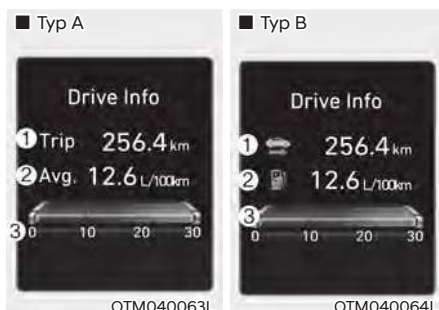 ■ Typ A
Drive Info
① Trip 256.4 km
② Avg. 12.6 L/100km
③
0 10 20 30
OTM040063L
■ Typ B
Drive Info
① 256.4 km
② 12.6 L/100km
③
0 10 20 30
OTM040064L